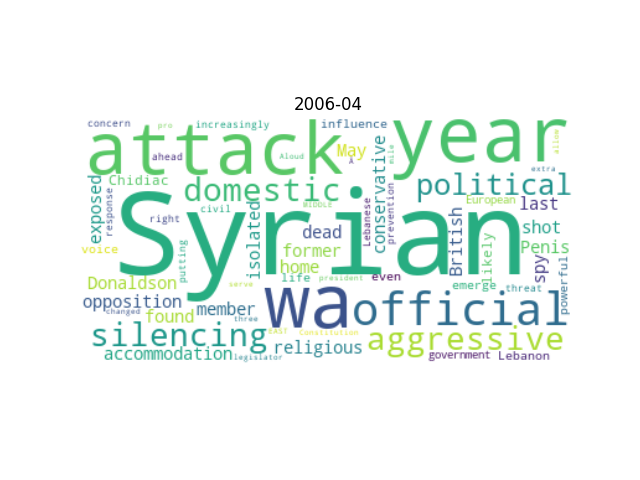 2006-04
concern
pro
increasingly
influence
attack
year
ahead
Aloud
May
A
mile
allow
extra
exposed
response
Chidiac
domestic
conservative
prevention
political
European
last
right
civil
isolated
Lebanese
MIDDLE
Syrian
British
likely
shot
Penis
spy
powerful
voice
putting
dead
former
home
life
president
even
emerge
threat
Donaldson
serve
opposition
changed
found
member
three
wa
official
silencing
EAST
Constitution
aggressive
accommodation
legislator
religious
government
Lebanon